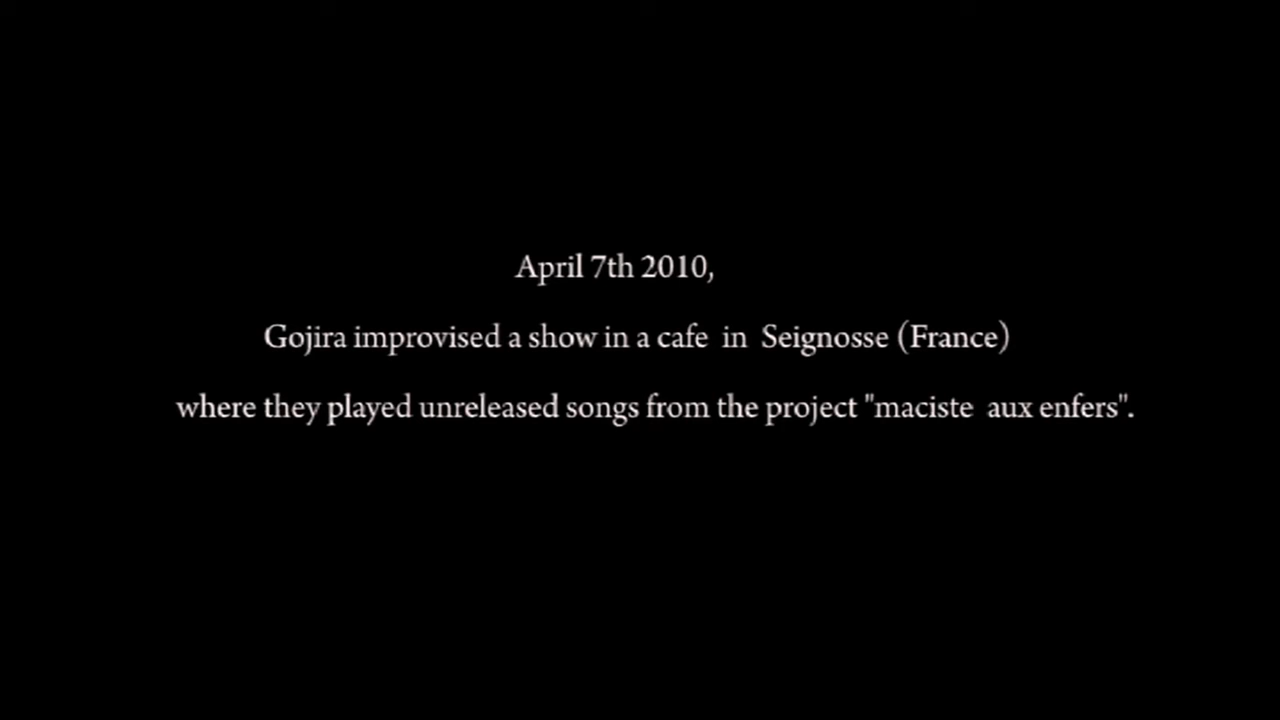 April 7th 2010,
Gojira improvised a show in a cafe in Seignosse (France)
where they played unreleased songs from the project "maciste aux enfers".